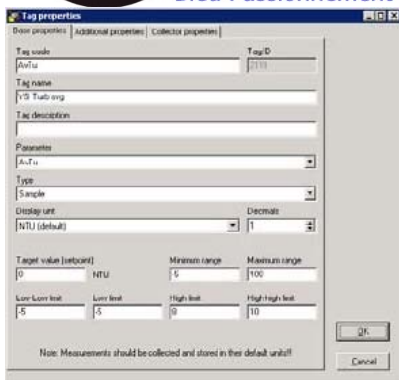 Tag properties
Base properties Additional properties Collector properties
Tag code TagID
AvTu 2119
Tag name
YS Turb avg
Tag description
Parameter
AvTu
Type
Sample
Display unit Decimals
NTU (default) 1
Target value (setpoint) Minimum range Maximum range
0 NTU -5 100
Low-Low limit Low limit High limit High high limit
-5 -5 8 10
OK
Note: Measurements should be collected and stored in their default units!!
Cancel